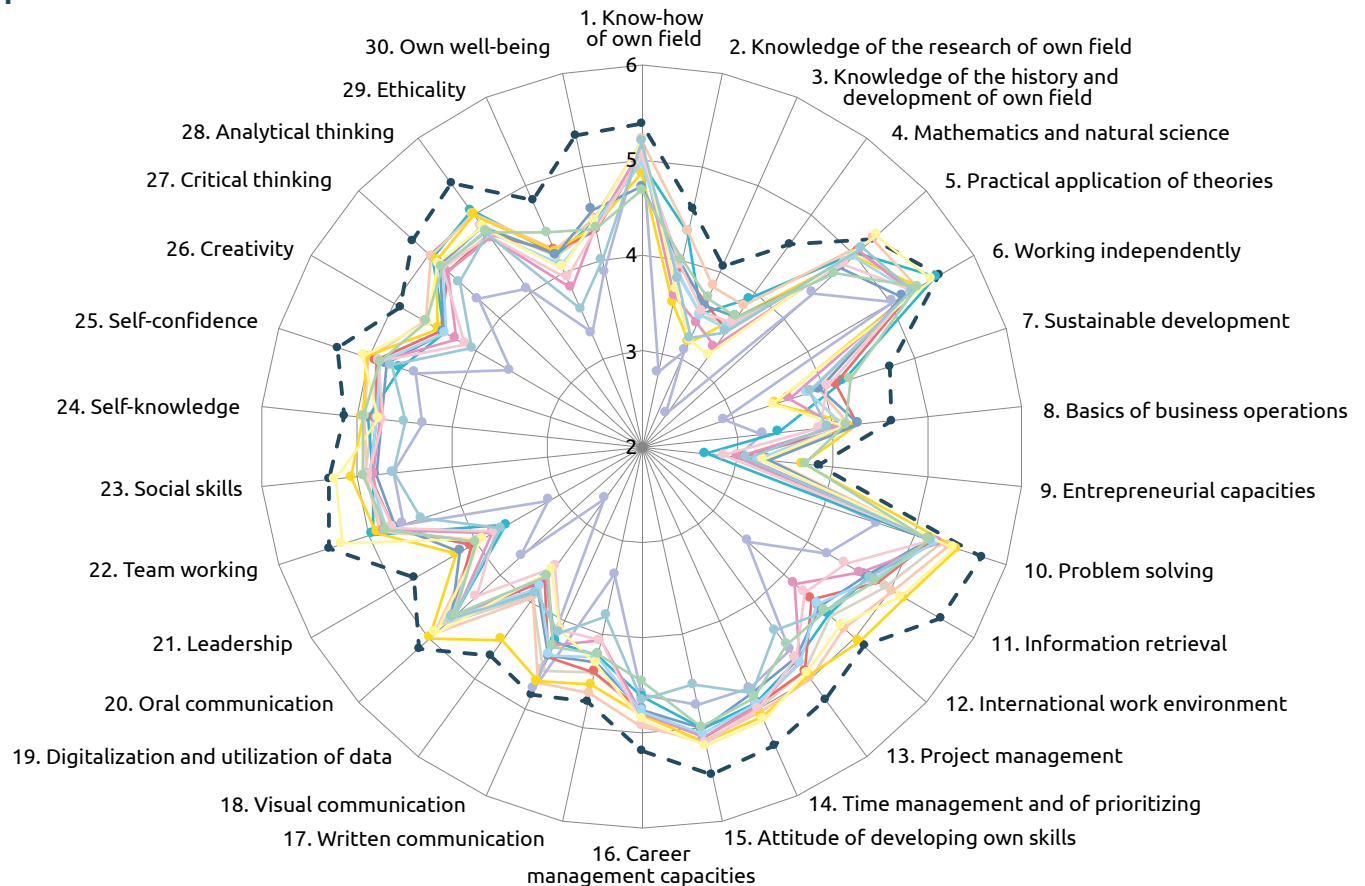 1. Know-how
of own field
2. Knowledge of the research of own field
3. Knowledge of the history and
development of own field
4. Mathematics and natural science
5. Practical application of theories
6. Working independently
7. Sustainable development
8. Basics of business operations
9. Entrepreneurial capacities
10. Problem solving
11. Information retrieval
12. International work environment
13. Project management
14. Time management and of prioritizing
15. Attitude of developing own skills
16. Career
management capacities
17. Written communication
18. Visual communication
19. Digitalization and utilization of data
20. Oral communication
21. Leadership
22. Team working
23. Social skills
24. Self-knowledge
25. Self-confidence
26. Creativity
27. Critical thinking
28. Analytical thinking
29. Ethicality
30. Own well-being
6
5
4
3
2